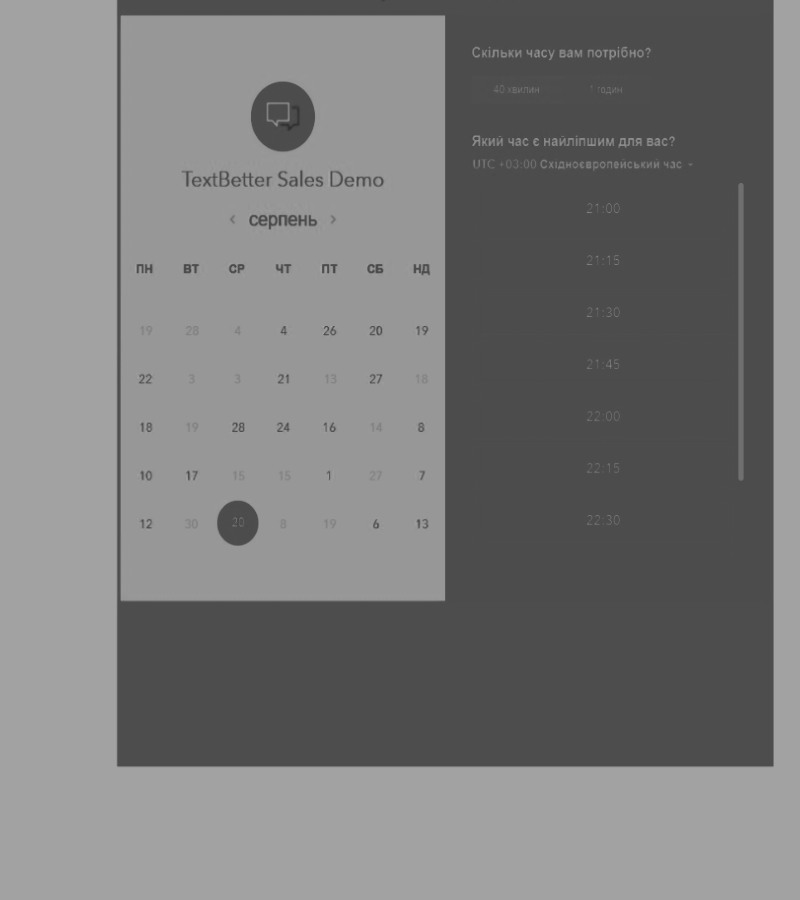 TextBetter Sales Demo
‹ серпень ›
ПН ВТ СР ЧТ ПТ СБ НД
19 28 4 4 26 20 19
22 3 3 21 13 27 18
18 19 28 24 16 14 8
10 17 15 15 1 27 7
12 30 20 8 19 6 13
Скільки часу вам потрібно?
40 хвилин 1 годин
Який час є найліпшим для вас?
UTC +03:00 Східноєвропейський час
21:00
21:15
21:30
21:45
22:00
22:15
22:30